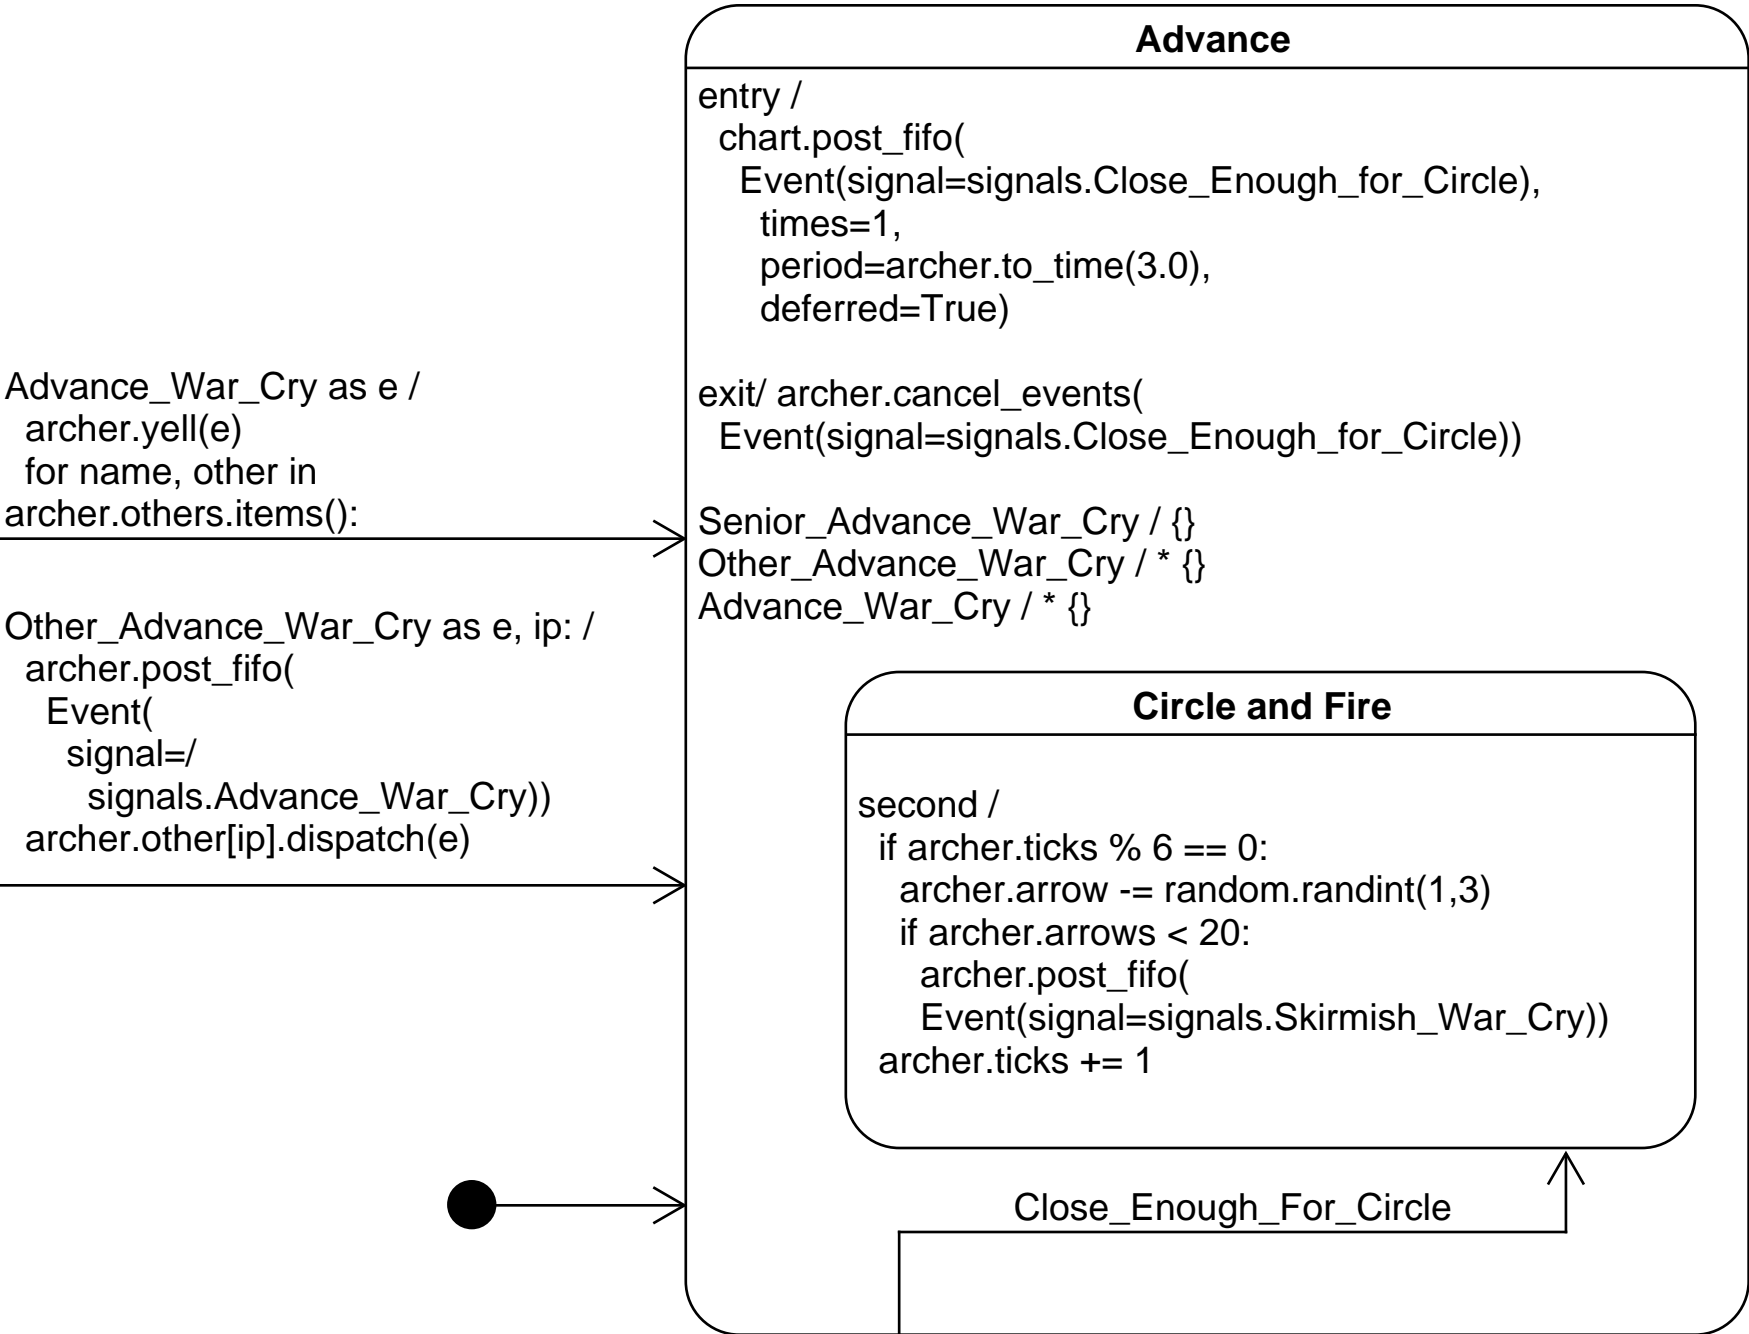 Advance
entry /
chart.post_fifo(
Event(signal=signals.Close_Enough_for_Circle),
times=1,
period=archer.to_time(3.0),
deferred=True)
exit/ archer.cancel_events(
Event(signal=signals.Close_Enough_for_Circle))
Senior_Advance_War_Cry / {}
Other_Advance_War_Cry / * {}
Advance_War_Cry / * {}
Advance_War_Cry as e /
archer.yell(e)
for name, other in
archer.others.items():
Other_Advance_War_Cry as e, ip: /
archer.post_fifo(
Event(
signal=/
signals.Advance_War_Cry))
archer.other[ip].dispatch(e)
Circle and Fire
second /
if archer.ticks % 6 == 0:
archer.arrow -= random.randint(1,3)
if archer.arrows < 20:
archer.post_fifo(
Event(signal=signals.Skirmish_War_Cry))
archer.ticks += 1
Close_Enough_For_Circle